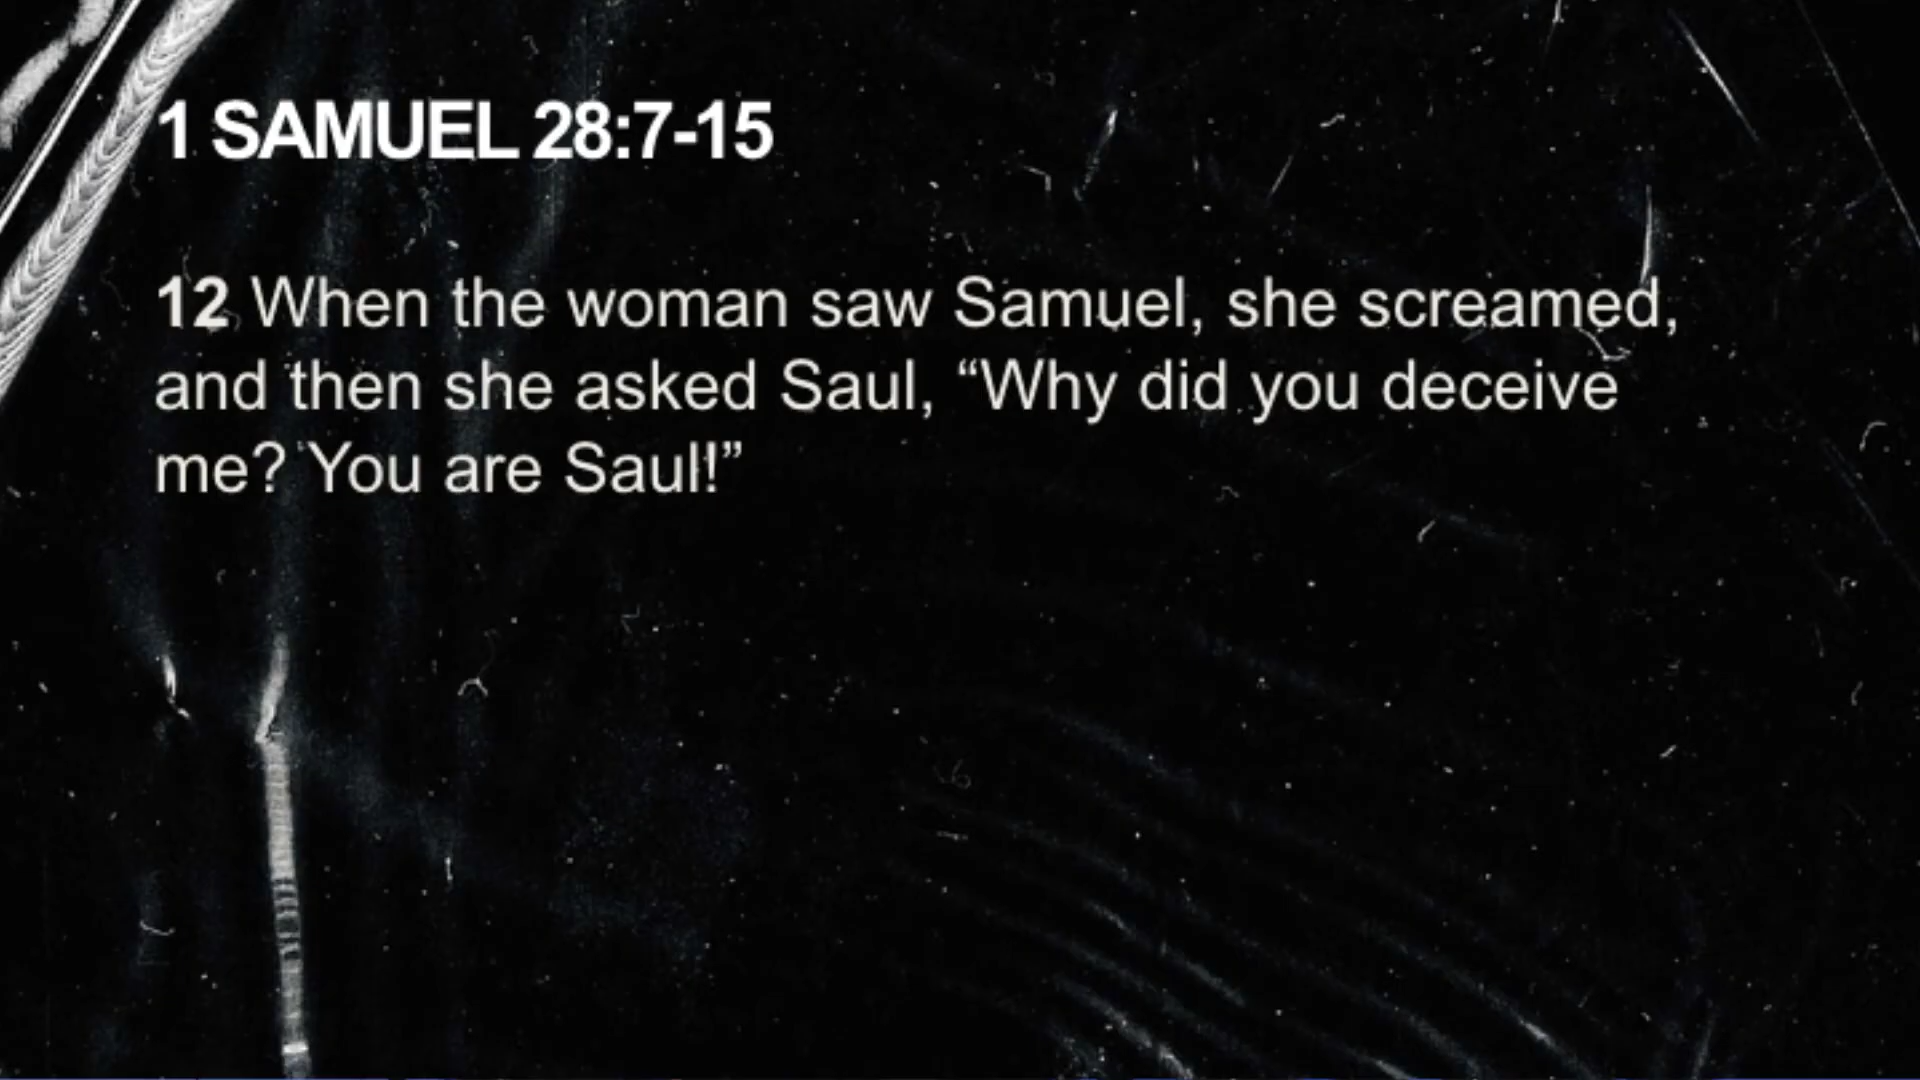 1 SAMUEL 28:7-15
12 When the woman saw Samuel, she screamed,
and then she asked Saul, “Why did you deceive
me? You are Saul!”